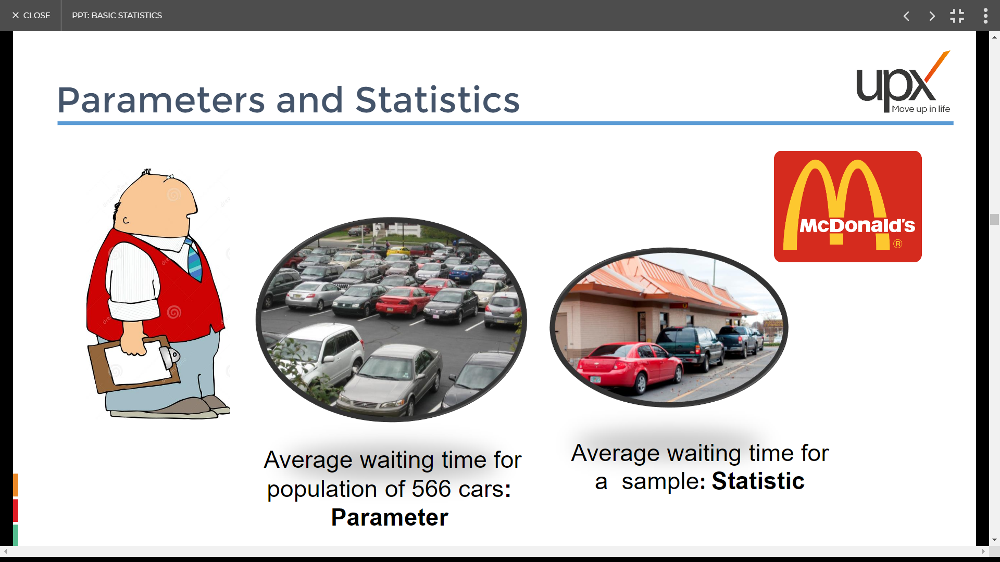 CLOSE
PPT: BASIC STATISTICS
upx
Move up in life
Parameters and Statistics
McDonald's
®
Average waiting time for
population of 566 cars:
Parameter
Average waiting time for
a sample: Statistic